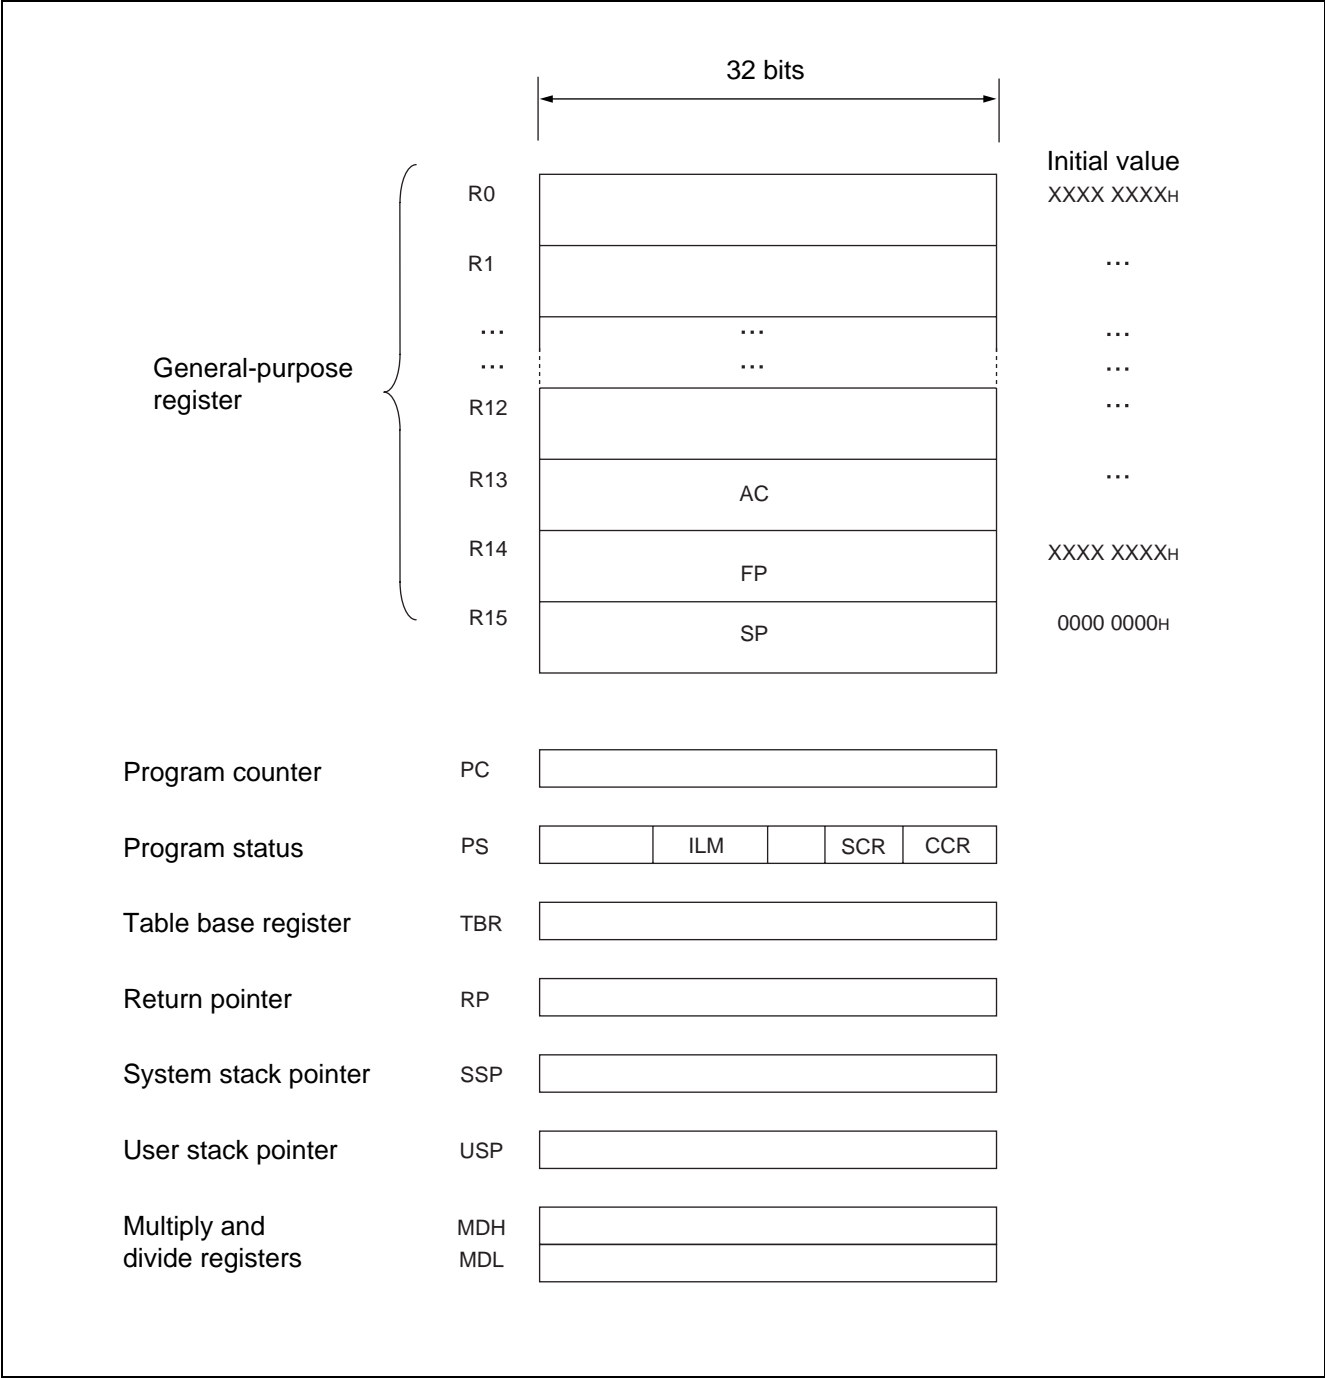 32 bits
Initial value
R0 XXXX XXXXH
R1 ...
... ... ...
General-purpose register
... ... ...
R12 ...
R13 AC ...
R14 FP XXXX XXXXH
R15 SP 0000 0000H
Program counter PC
Program status PS ILM SCR CCR
Table base register TBR
Return pointer RP
System stack pointer SSP
User stack pointer USP
Multiply and MDH
divide registers MDL